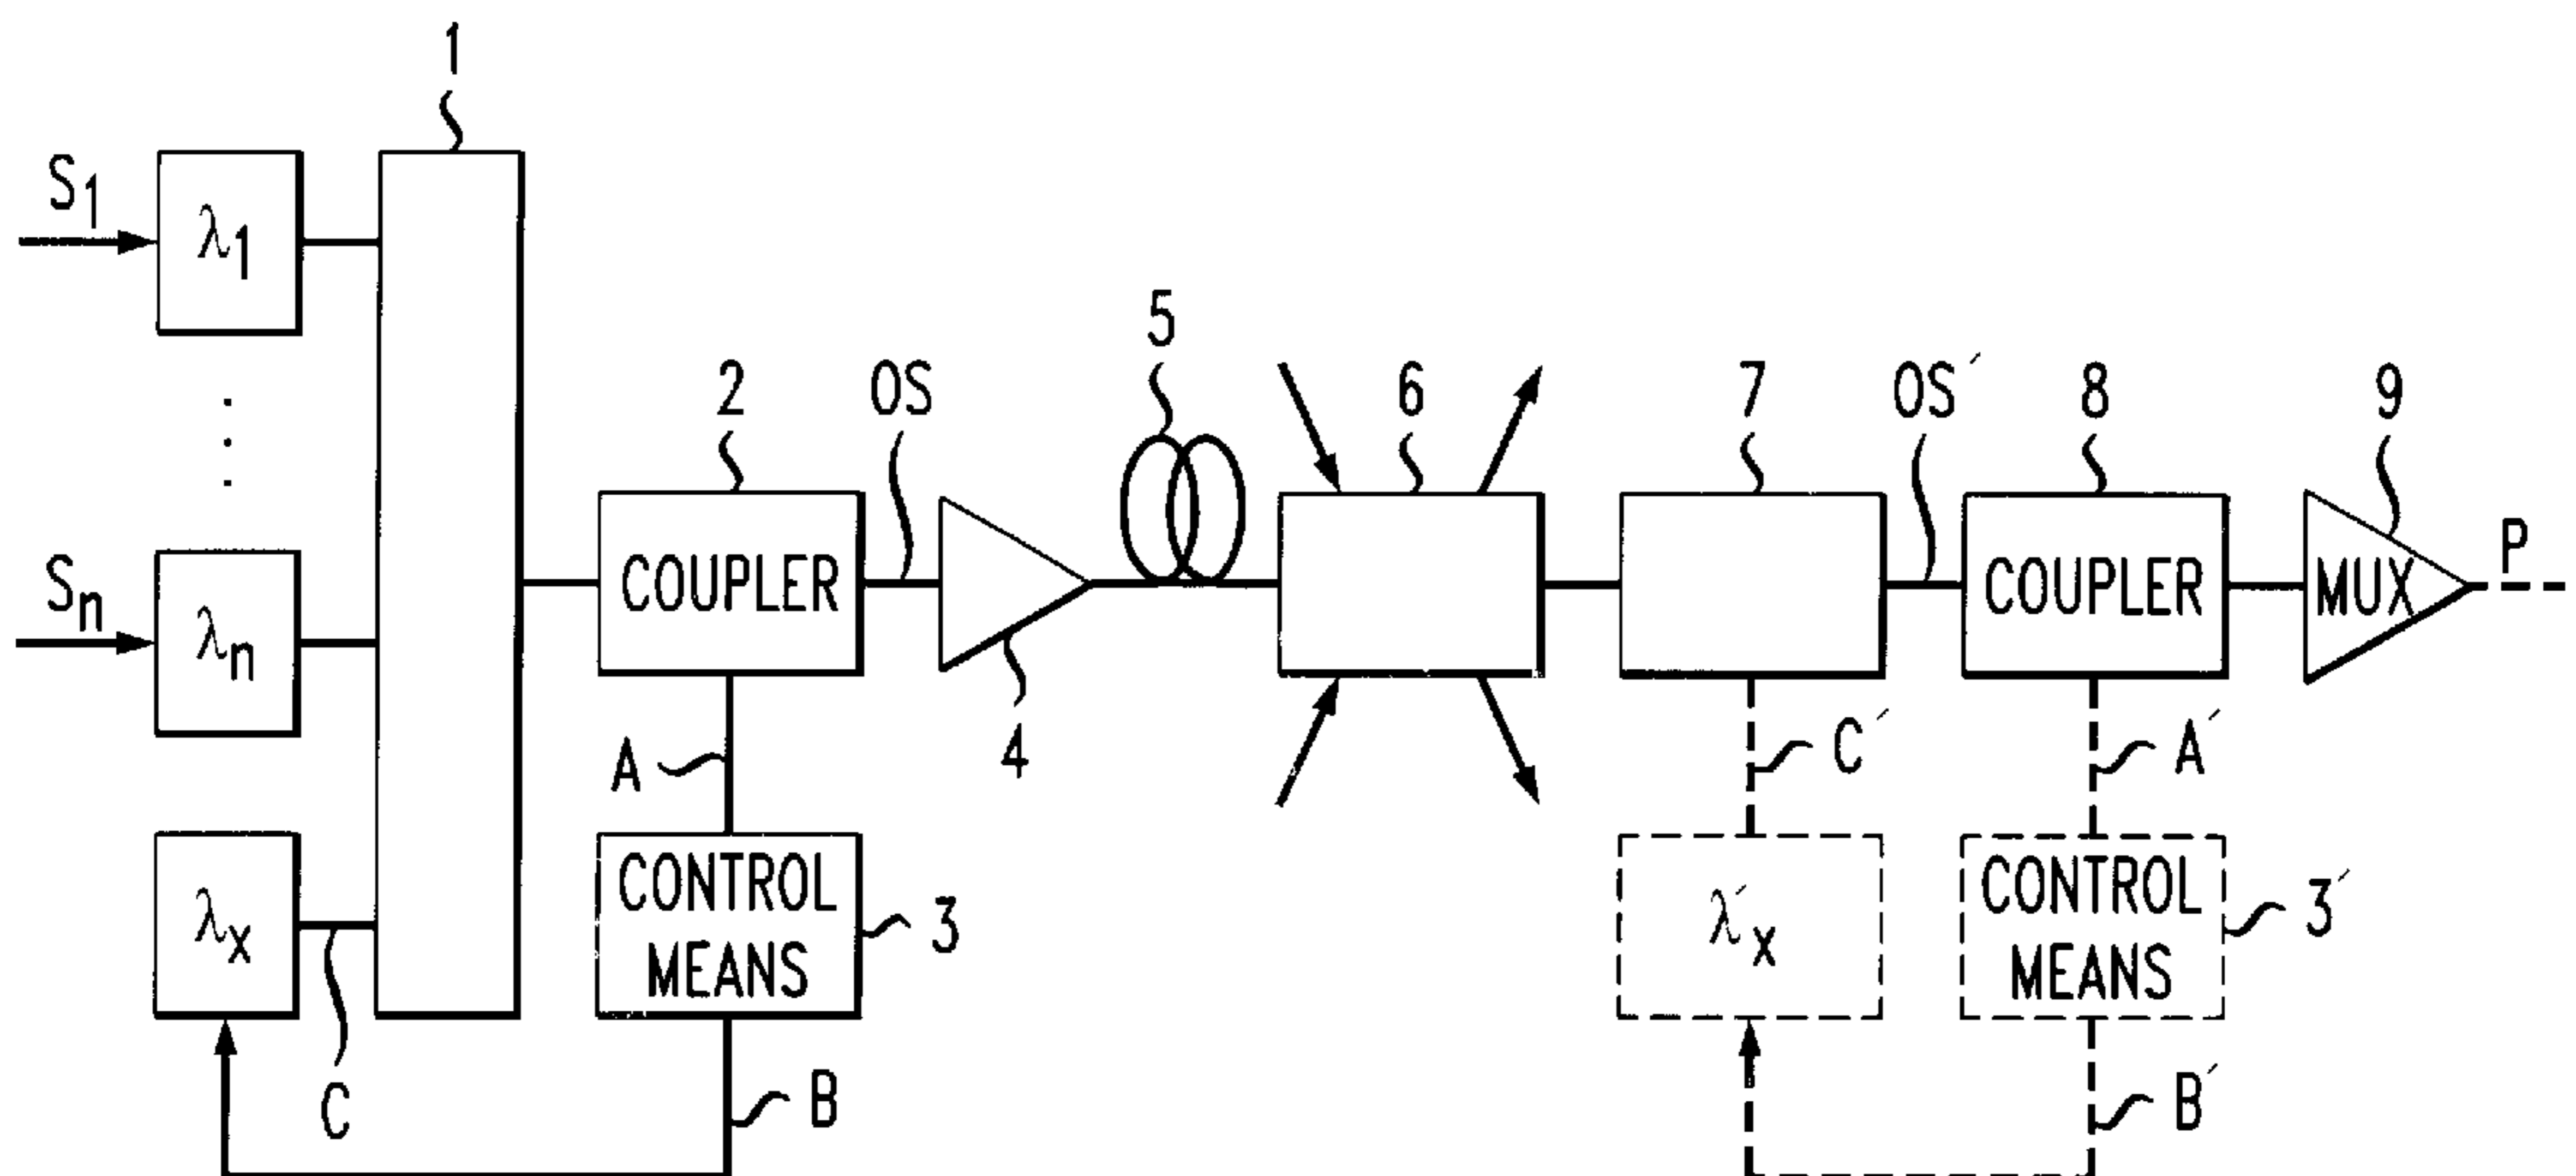 1
S1
λ1
5
2
OS
6
7
OS´
8
9
Sn
λn
COUPLER
COUPLER
MUX
P
A
4
C´
A´
λx
CONTROL
MEANS
3
λ´x
CONTROL
MEANS
3´
C
B
B´